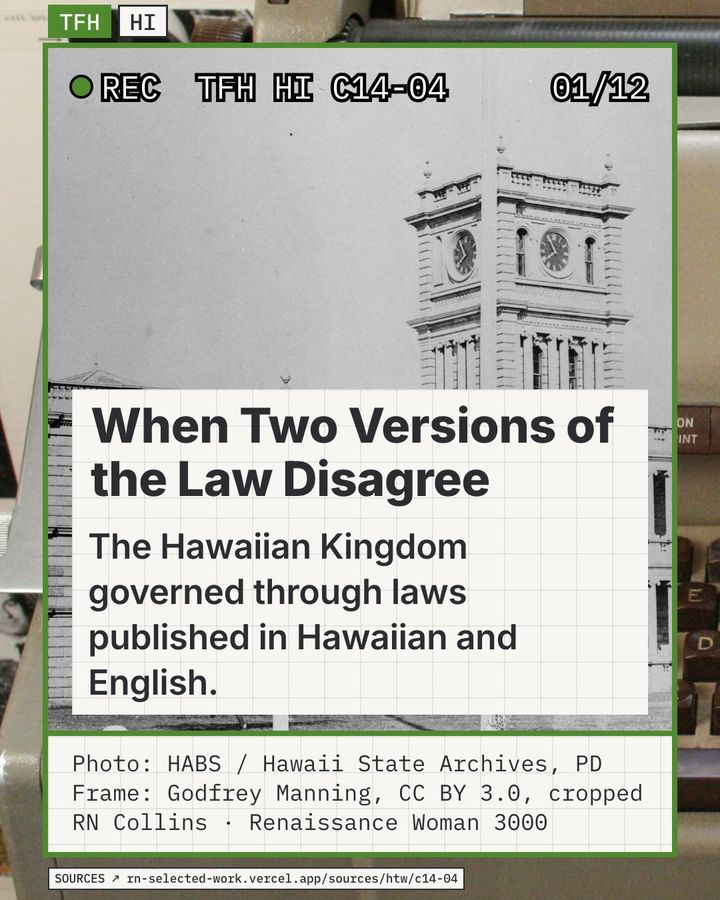 TFH HI
REC TFH HI C14-04 01/12
When Two Versions of
the Law Disagree
The Hawaiian Kingdom
governed through laws
published in Hawaiian and
English.
Photo: HABS / Hawaii State Archives, PD
Frame: Godfrey Manning, CC BY 3.0, cropped
RN Collins · Renaissance Woman 3000
SOURCES ↗ rn-selected-work.vercel.app/sources/htw/c14-04
ON
E
D